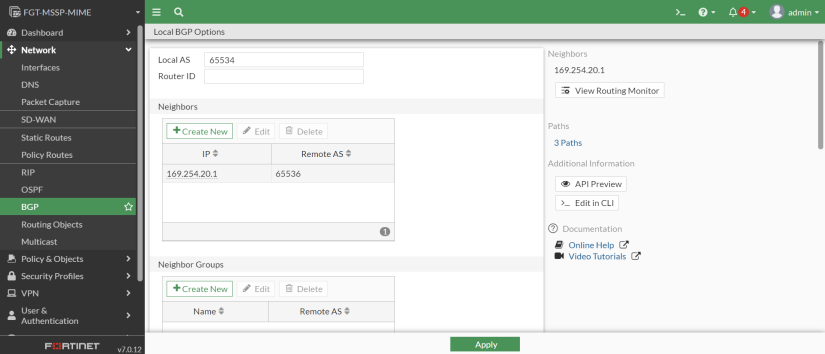 FGT-MSSP-MIME
>_
4
admin
Dashboard
Network
Interfaces
DNS
Packet Capture
SD-WAN
Static Routes
Policy Routes
RIP
OSPF
BGP
Routing Objects
Multicast
Policy & Objects
Security Profiles
VPN
User &
Authentication
FORTINET
v7.0.12
Local BGP Options
Local AS 65534
Router ID
Neighbors
Create New Edit Delete
IP Remote AS
169.254.20.1 65536
1
Neighbor Groups
Create New Edit Delete
Name Remote AS
Apply
Neighbors
169.254.20.1
View Routing Monitor
Paths
3 Paths
Additional Information
API Preview
>_ Edit in CLI
Documentation
Online Help
Video Tutorials